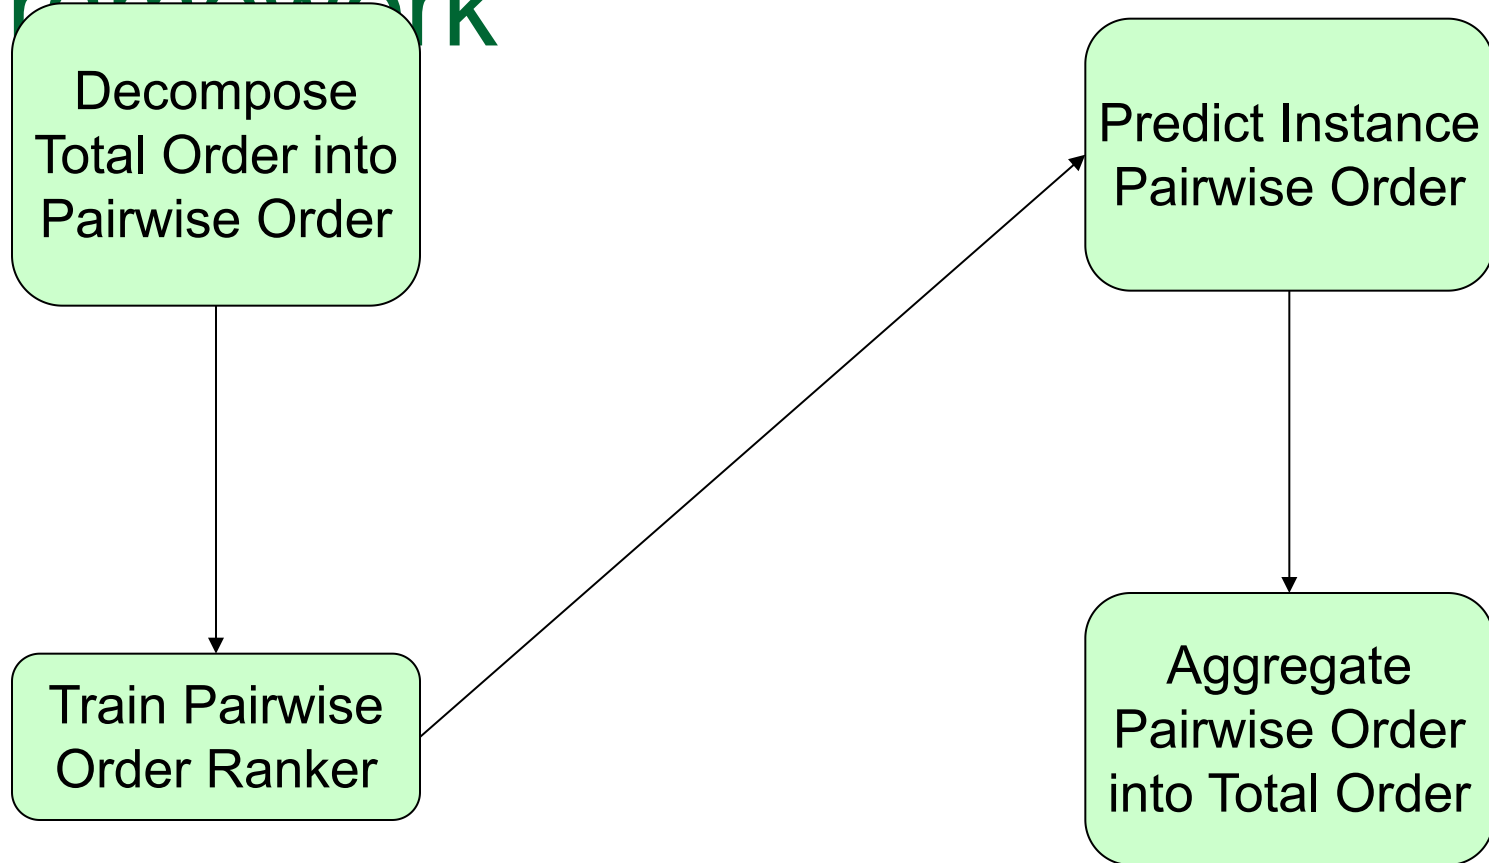 Decompose
Total Order into
Pairwise Order
Train Pairwise
Order Ranker
Predict Instance
Pairwise Order
Aggregate
Pairwise Order
into Total Order